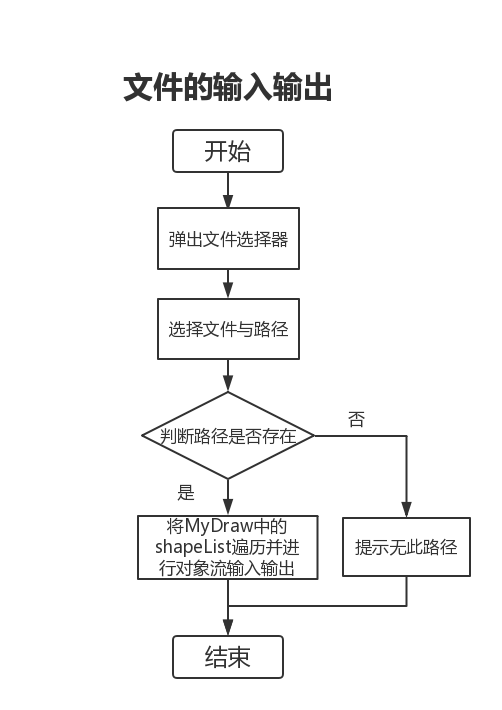 文件的输入输出
开始
弹出文件选择器
选择文件与路径
判断路径是否存在
否
是
将MyDraw中的
shapeList遍历并进
行对象流输入输出
提示无此路径
结束